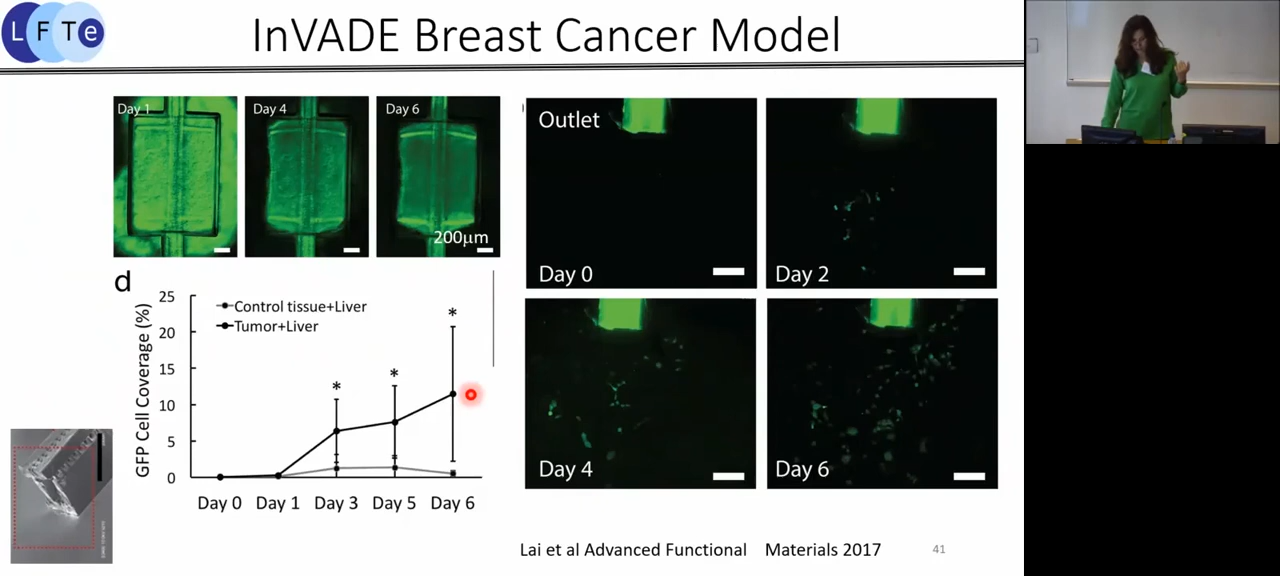 L F T e
InVADE Breast Cancer Model
Day 1
Day 4
Day 6
200μm
Outlet
Day 0
Day 2
Day 4
Day 6
d
GFP Cell Coverage (%)
25
20
15
10
5
0
Control tissue+Liver
Tumor+Liver
*
*
*
Day 0 Day 1 Day 3 Day 5 Day 6
Lai et al Advanced Functional Materials 2017
41